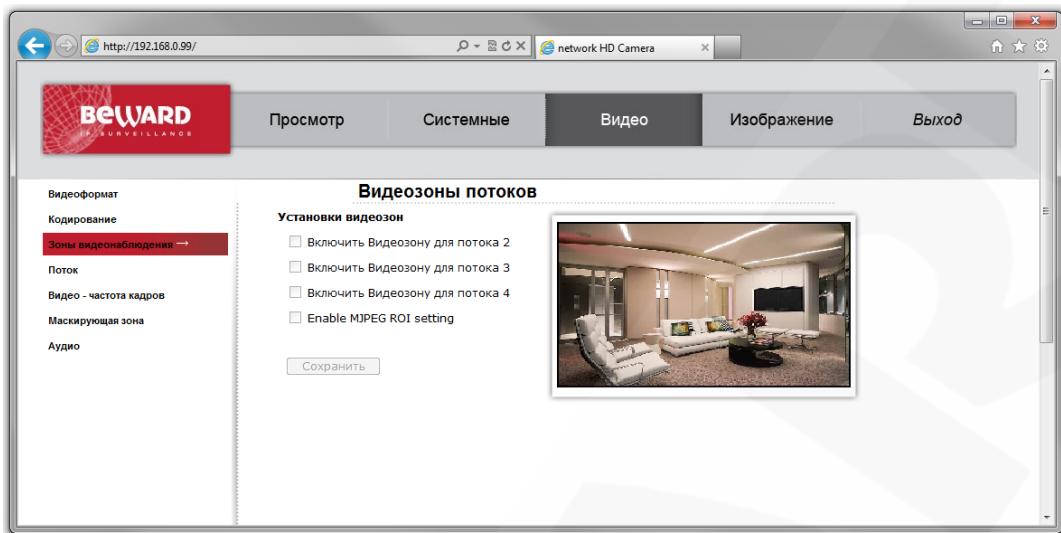 http://192.168.0.99/
network HD Camera
BEWARD
IP SURVEILLANCE
Просмотр
Системные
Видео
Изображение
Выход
Видеоформат
Кодирование
Зоны видеонаблюдения →
Поток
Видео - частота кадров
Маскирующая зона
Аудио
Видеозоны потоков
Установки видеозон
Включить Видеозону для потока 2
Включить Видеозону для потока 3
Включить Видеозону для потока 4
Enable MJPEG ROI setting
Сохранить